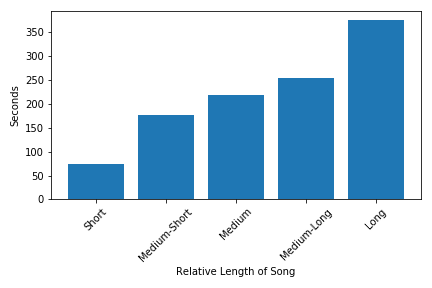 350
300
250
200
150
100
50
0
Seconds
Short
Medium-Short
Medium
Medium-Long
Long
Relative Length of Song